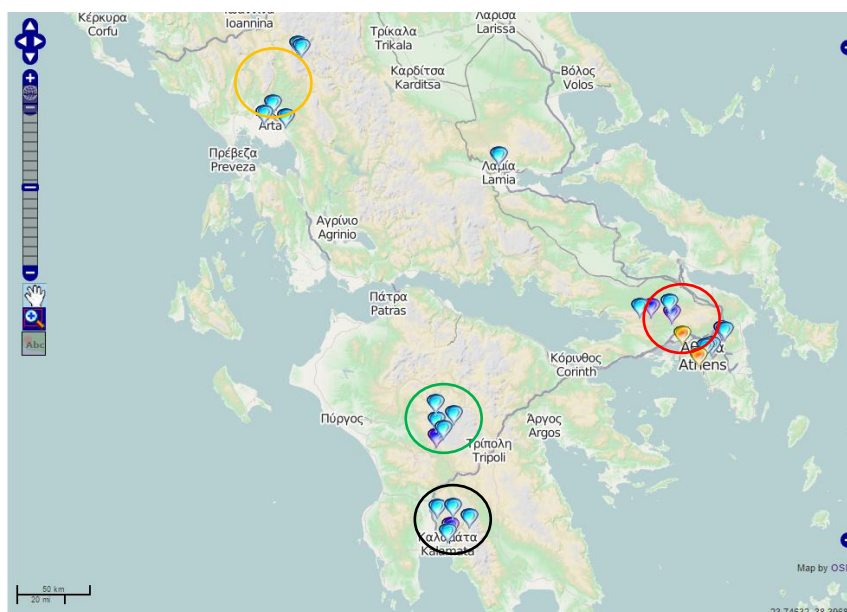 Κέρκυρα
Corfu
Ioannina
Τρίκαλα
Trikala
Λάρισα
Larissa
Καρδίτσα
Karditsa
Βόλος
Volos
Arta
Πρέβεζα
Preveza
Λαμία
Lamia
Αγρίνιο
Agrinio
Πάτρα
Patras
Κόρινθος
Corinth
Athens
Πύργος
Άργος
Argos
Τρίπολη
Tripoli
Καλαμάτα
Kalamata
Abc
50 km
20 mi
Map by OS